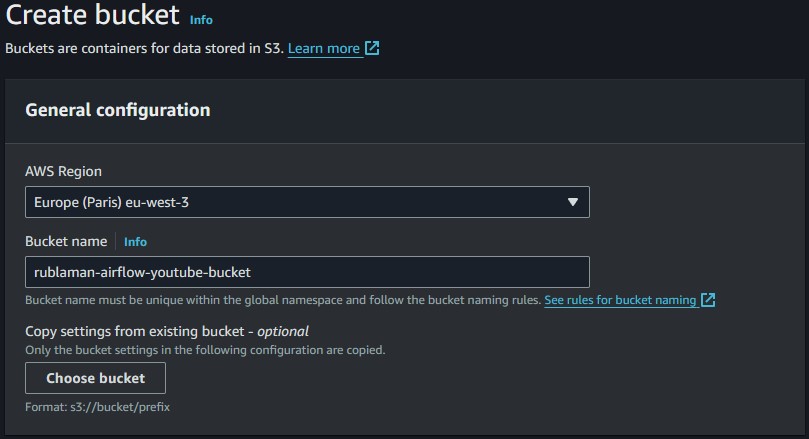 Create bucket Info
Buckets are containers for data stored in S3. Learn more
General configuration
AWS Region
Europe (Paris) eu-west-3
Bucket name Info
rublaman-airflow-youtube-bucket
Bucket name must be unique within the global namespace and follow the bucket naming rules. See rules for bucket naming
Copy settings from existing bucket - optional
Only the bucket settings in the following configuration are copied.
Choose bucket
Format: s3://bucket/prefix